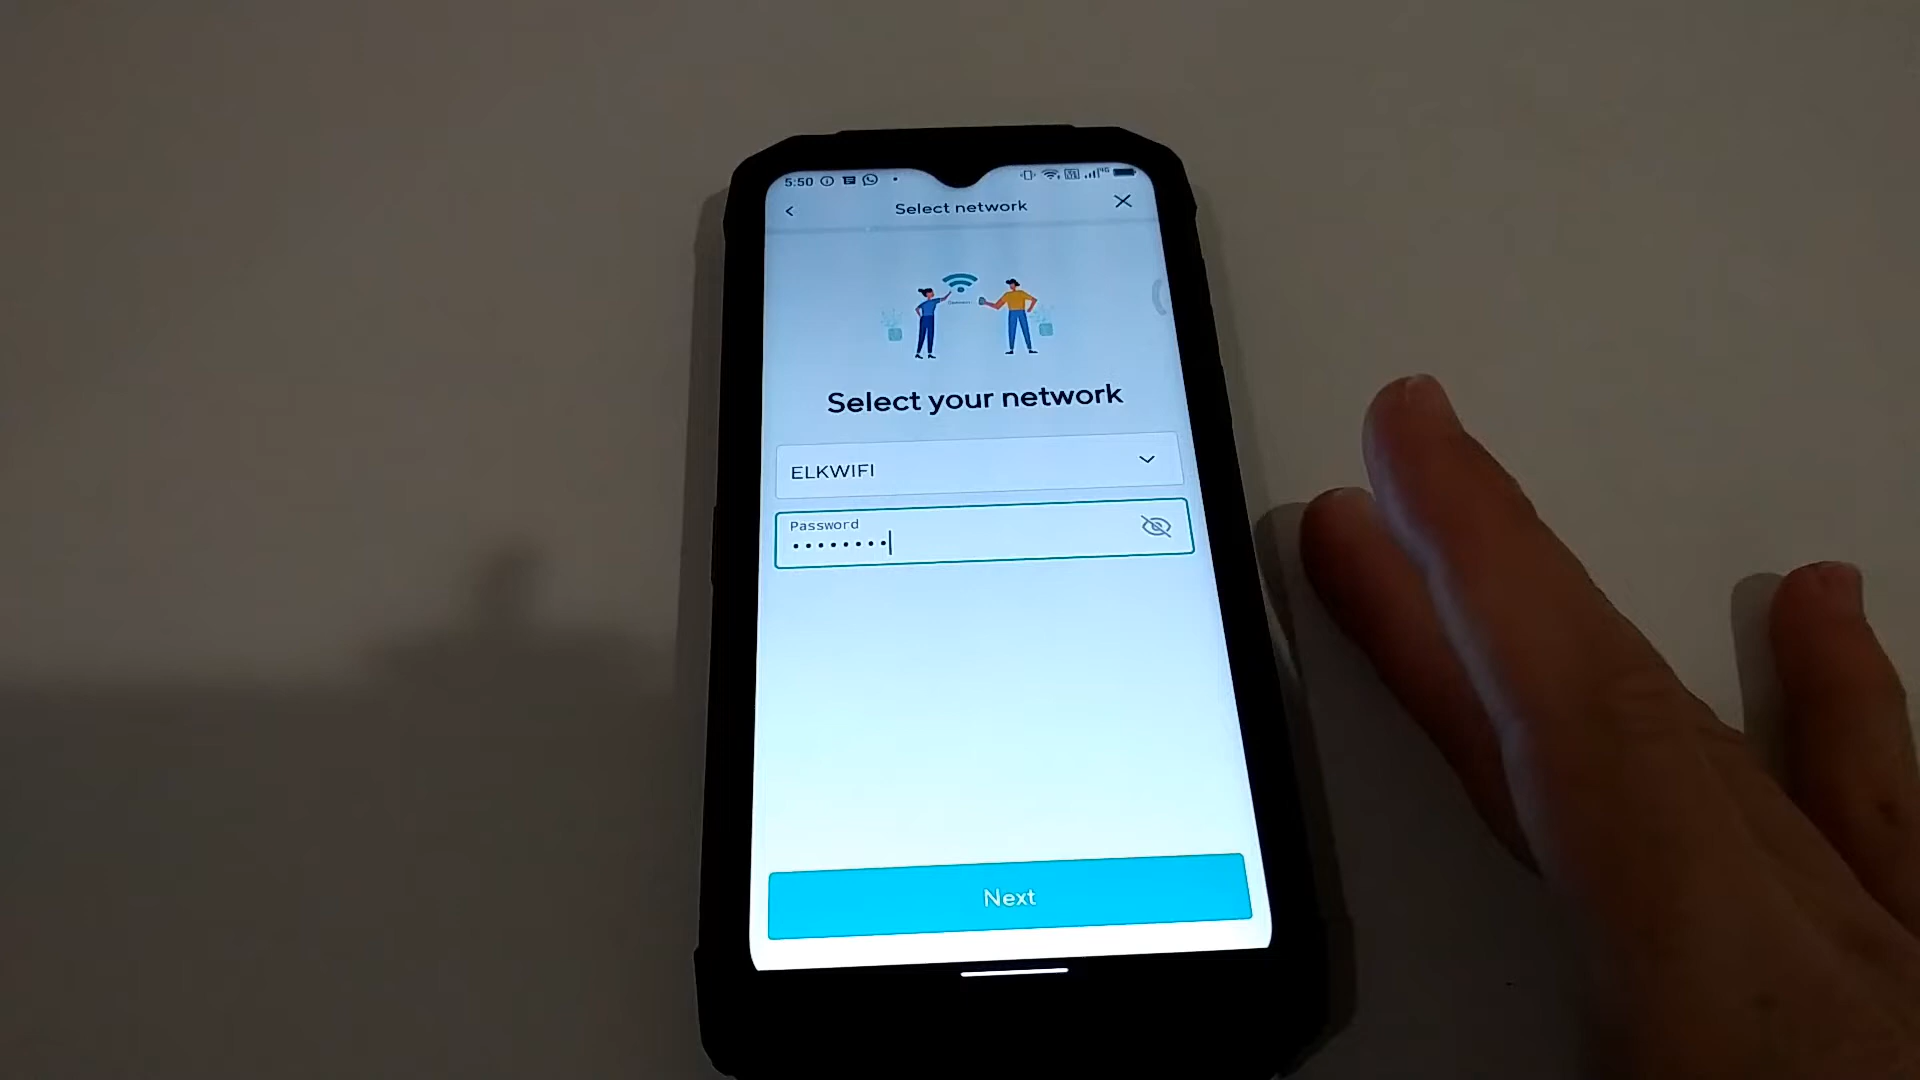 5:50
Select network
Select your network
ELKWIFI
Password
••••••••
Next